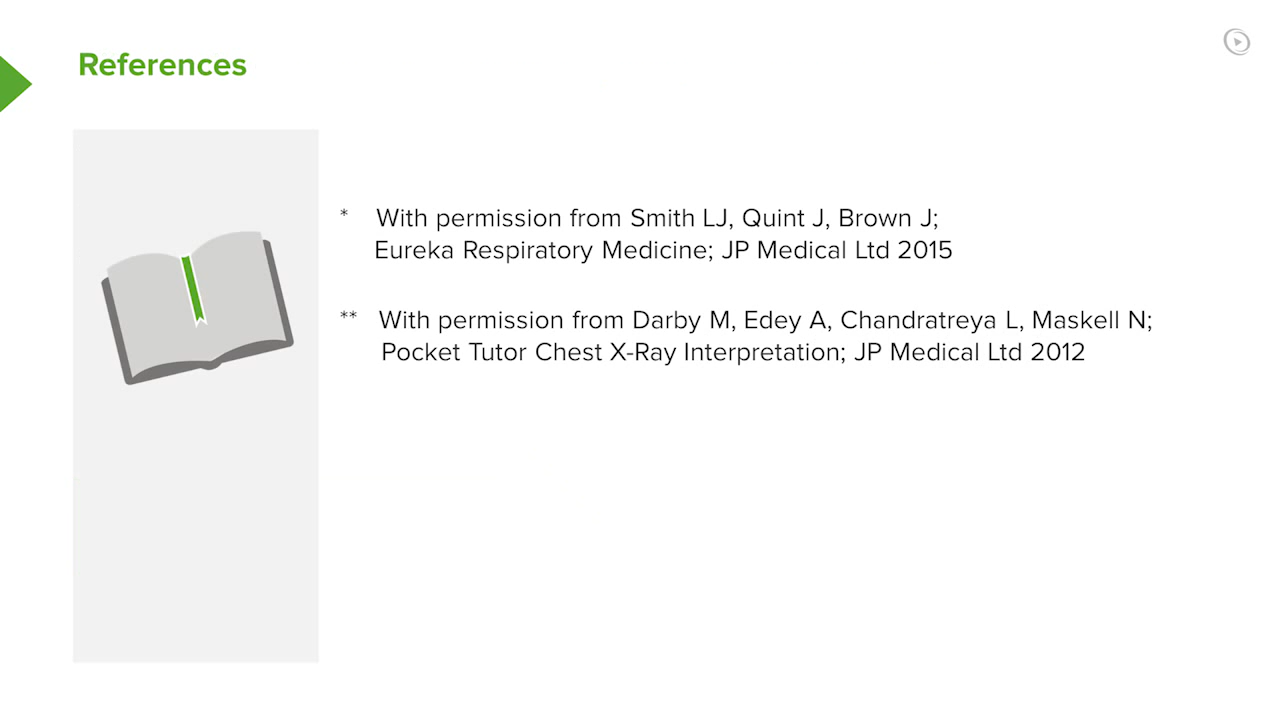 References
* With permission from Smith LJ, Quint J, Brown J;
Eureka Respiratory Medicine; JP Medical Ltd 2015
** With permission from Darby M, Edey A, Chandratreya L, Maskell N;
Pocket Tutor Chest X-Ray Interpretation; JP Medical Ltd 2012